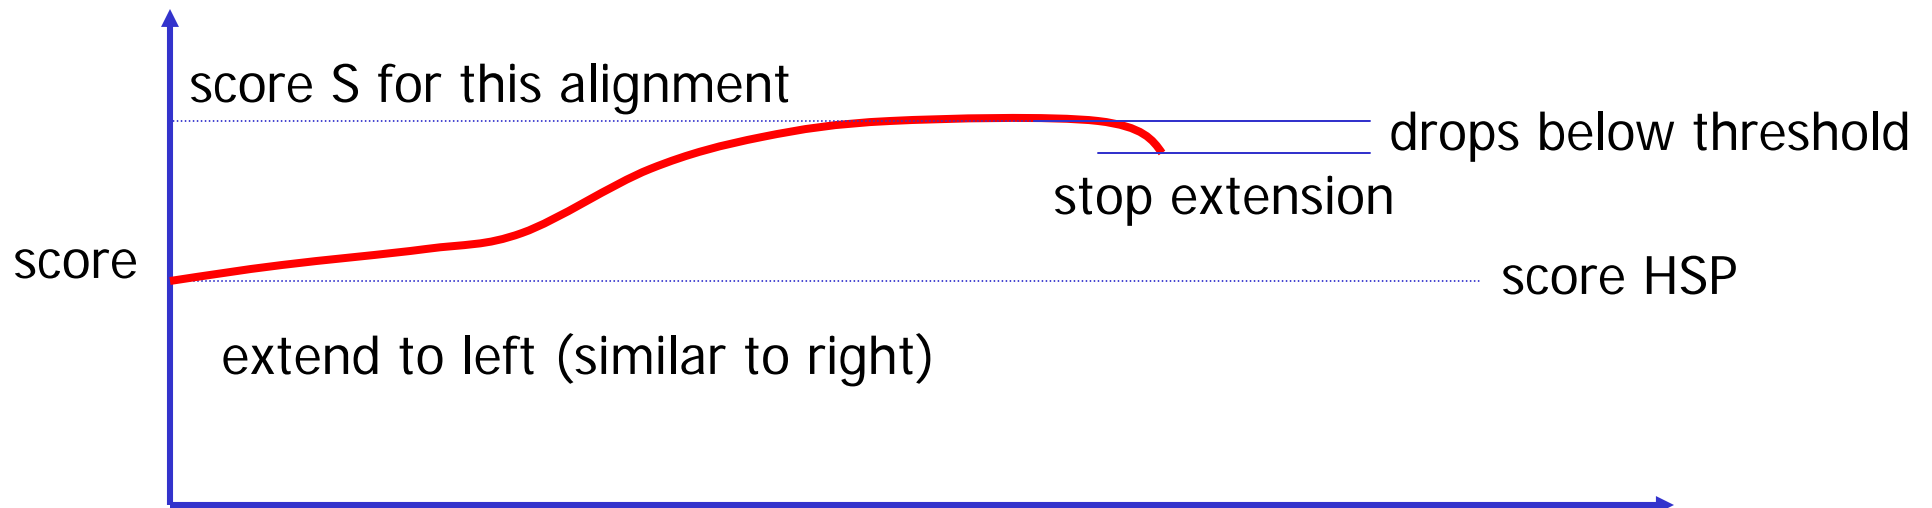 score S for this alignment
drops below threshold
stop extension
score
score HSP
extend to left (similar to right)